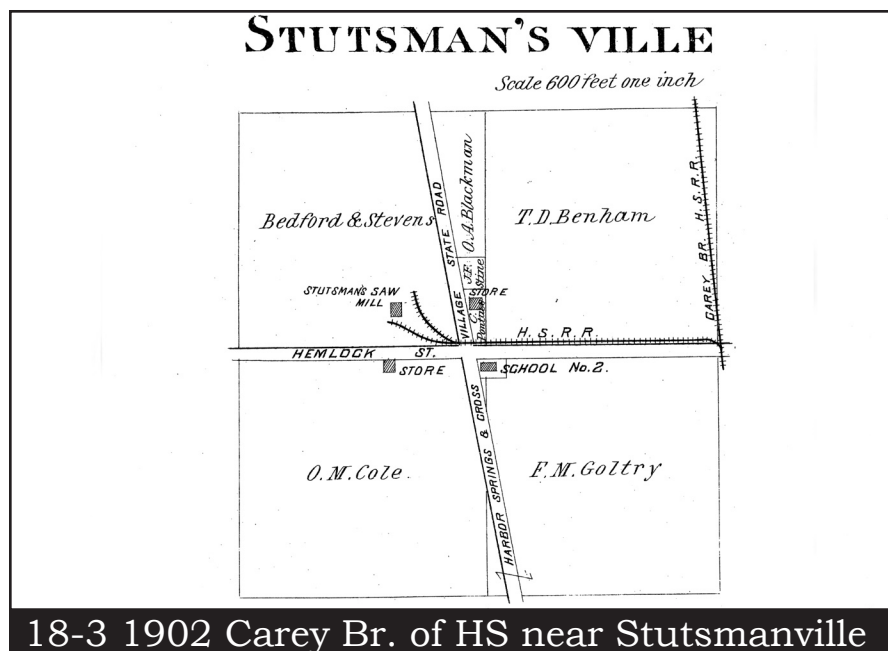 STUTSMAN'S VILLE
Scale 600 feet one inch
Bedford & Stevens
O.A. Blackman
T.D. Benham
J.F.
Stine
STUTSMAN'S SAW
MILL
STORE
C.
H.S.R.R.
CAREY BR. H.S.R.R.
HEMLOCK ST.
STORE
SCHOOL No. 2.
O.M. Cole.
F.M. Goltry
HARBOR SPRINGS & CROSS VILLAGE STATE ROAD
18-3 1902 Carey Br. of HS near Stutsmanville